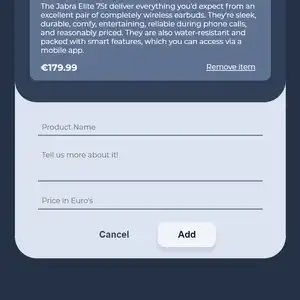 The Jabra Elite 75t deliver everything you'd expect from an
excellent pair of completely wireless earbuds. They're sleek,
durable, comfy, entertaining, reliable during phone calls,
and reasonably priced. They are also water-resistant and
packed with smart features, which you can access via a
mobile app.
€179.99 Remove item
Product Name
Tell us more about it!
Price in Euro's
Cancel Add